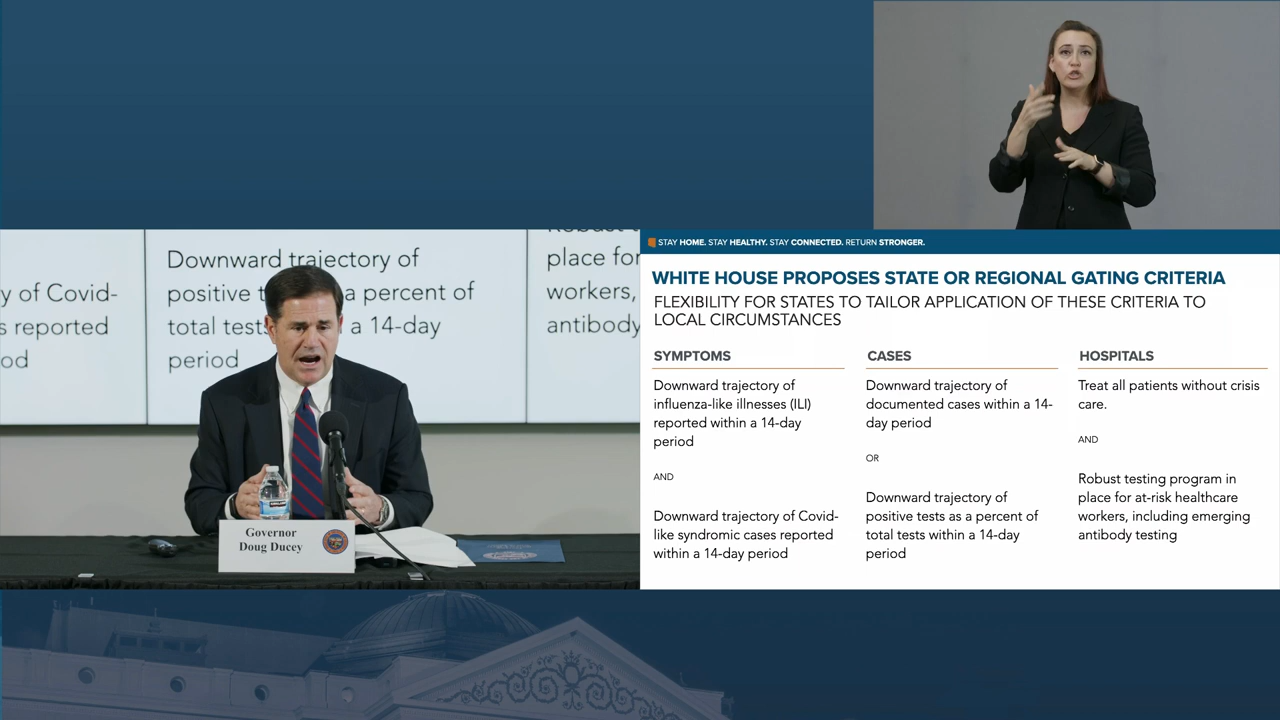 y of Covid-
s reported
od
Downward trajectory of
positive t a percent of
total tests a 14-day
period
place for
workers,
antibody
Governor
Doug Ducey
STAY HOME. STAY HEALTHY. STAY CONNECTED. RETURN STRONGER.
WHITE HOUSE PROPOSES STATE OR REGIONAL GATING CRITERIA
FLEXIBILITY FOR STATES TO TAILOR APPLICATION OF THESE CRITERIA TO
LOCAL CIRCUMSTANCES
SYMPTOMS
Downward trajectory of
influenza-like illnesses (ILI)
reported within a 14-day
period
AND
Downward trajectory of Covid-
like syndromic cases reported
within a 14-day period
CASES
Downward trajectory of
documented cases within a 14-
day period
OR
Downward trajectory of
positive tests as a percent of
total tests within a 14-day
period
HOSPITALS
Treat all patients without crisis
care.
AND
Robust testing program in
place for at-risk healthcare
workers, including emerging
antibody testing